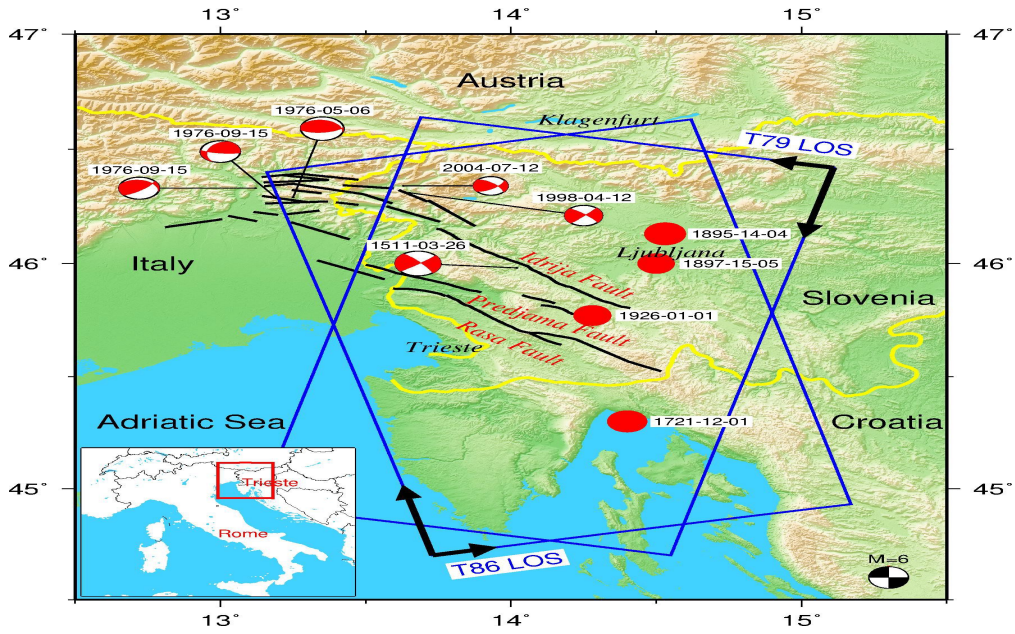 13° 14° 15°
47° 47°
Austria
1976-05-06
Klagenfurt
1976-09-15
T79 LOS
1976-09-15
2004-07-12
1998-04-12
1895-14-04
1511-03-26
Ljubljana
Italy
46° 46°
1897-15-05
Idrija Fault
Slovenia
Predjama Fault
1926-01-01
Rasa Fault
Trieste
Adriatic Sea
1721-12-01
Croatia
Trieste
45° 45°
Rome
T86 LOS
M=6
13° 14° 15°